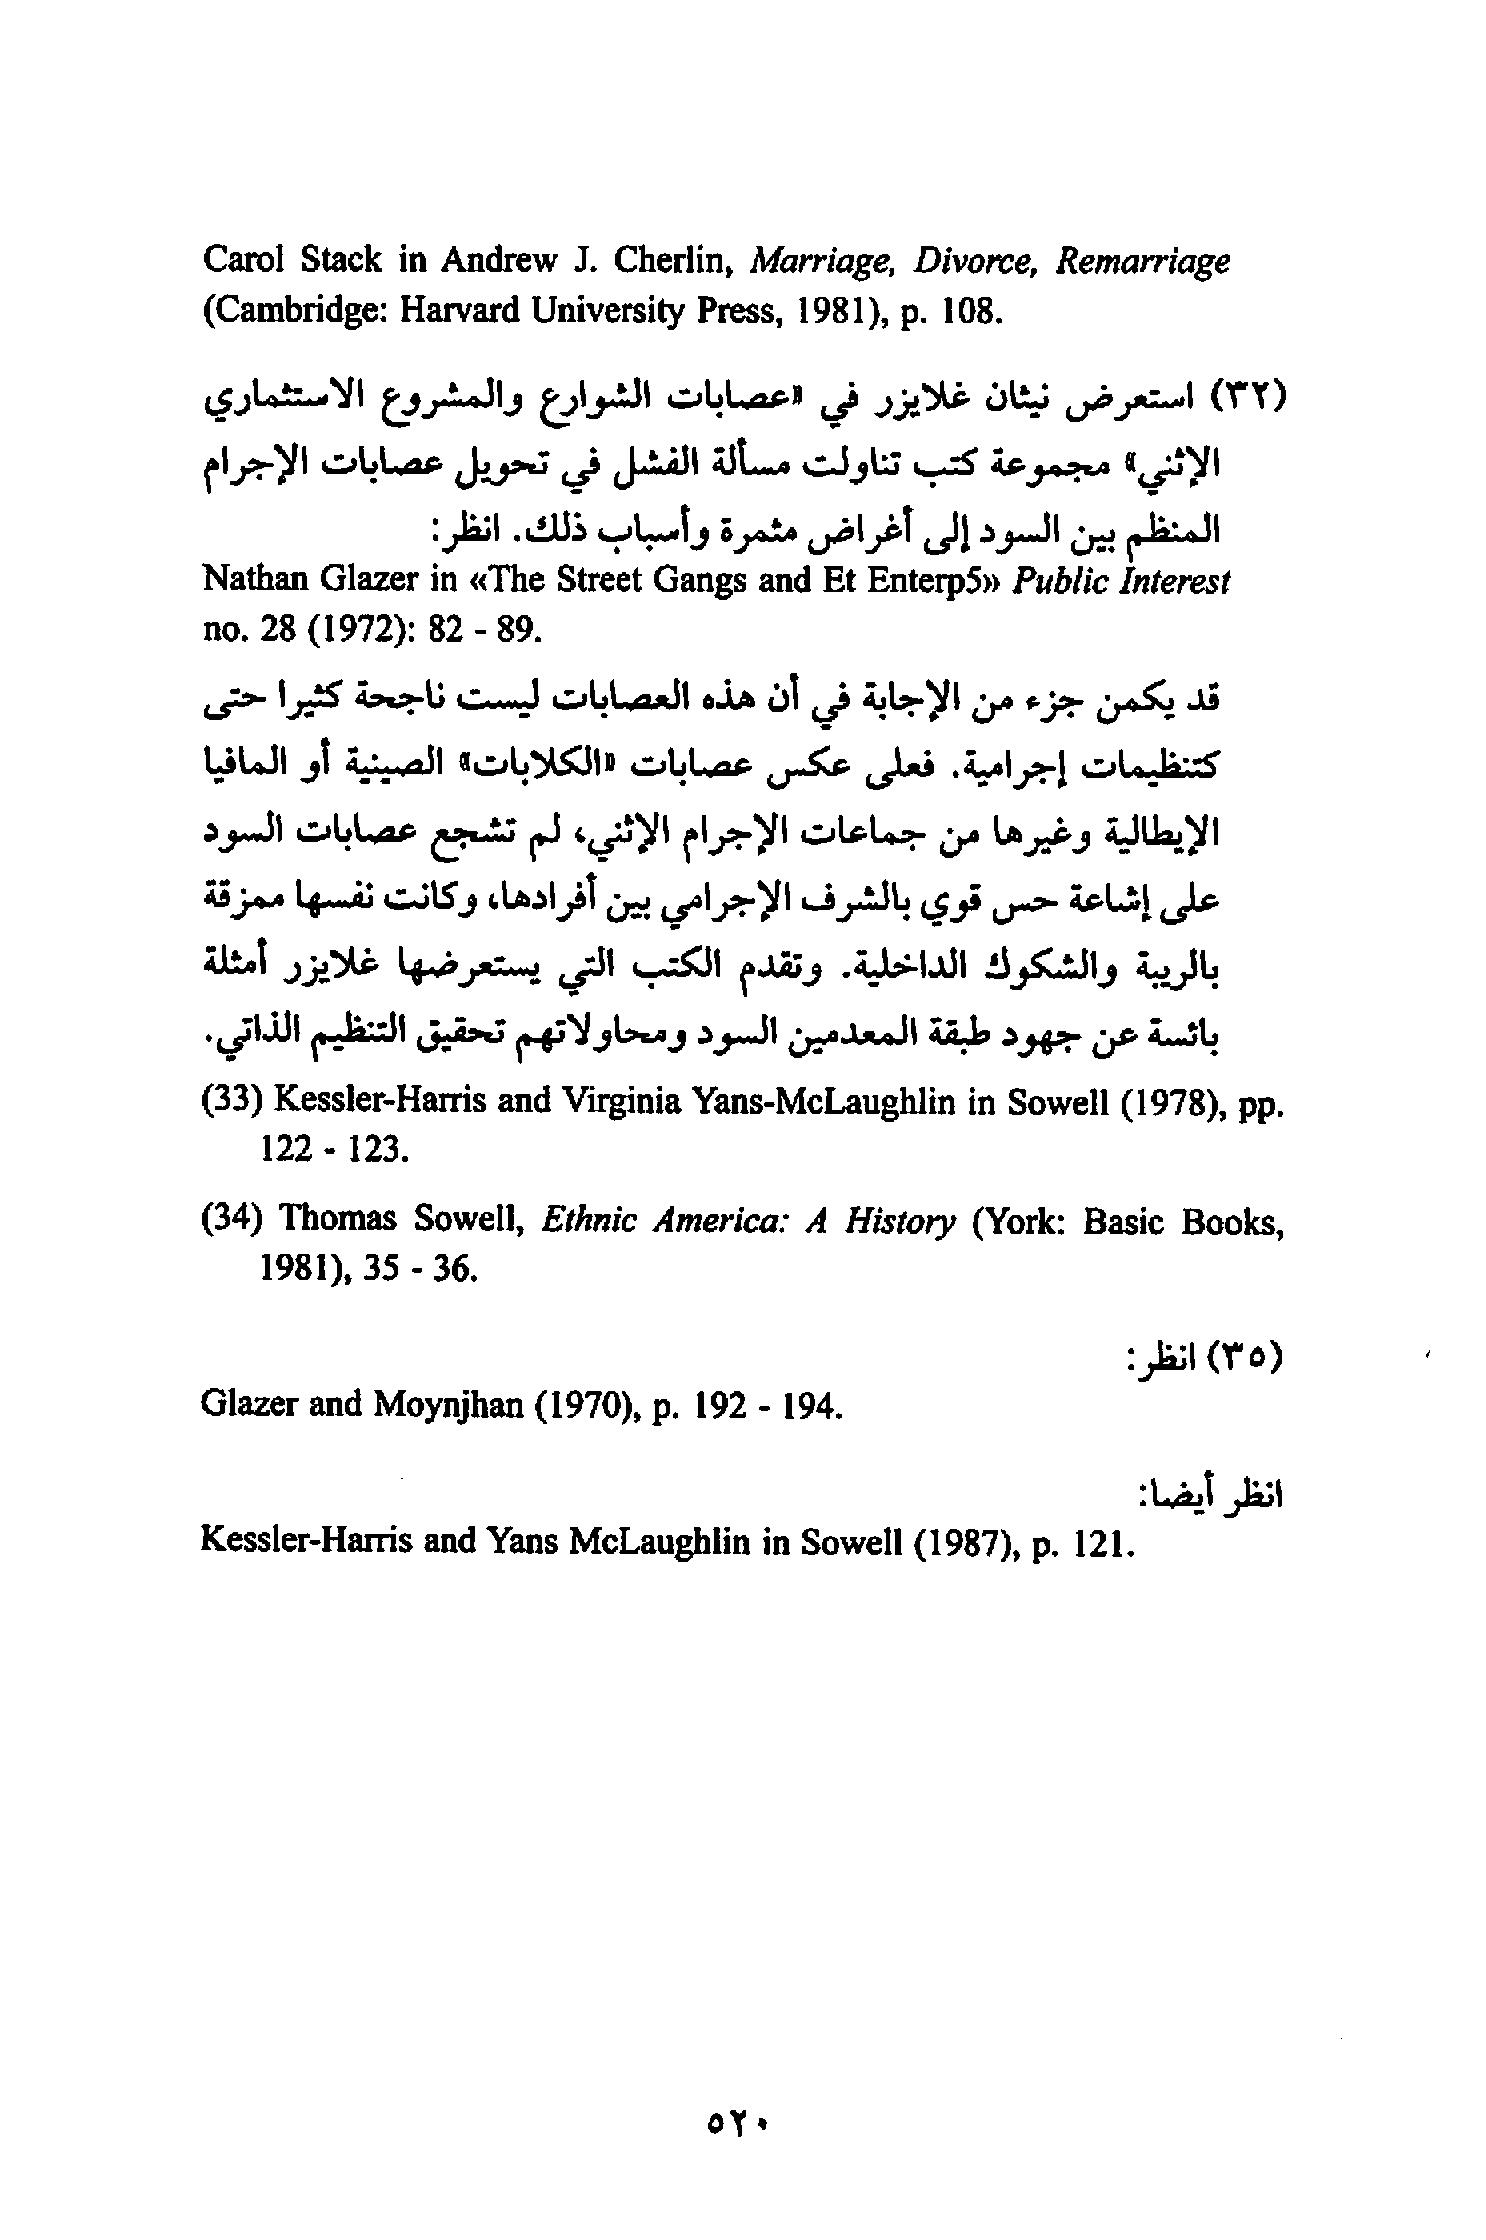 Carol Stack in Andrew J. Cherlin, Marriage, Divorce, Remarriage
(Cambridge: Harvard University Press, 1981), p. 108.
(٣٢) استعرض نيثان غلايزر في «عصابات الشوارع والمشروع الاستثماري
الإثني» مجموعة كتب تناولت مسألة الفشل في تحويل عصابات الإجرام
المنظم بين السود إلى أغراض مثمرة وأسباب ذلك. انظر:
Nathan Glazer in «The Street Gangs and Et Enterp5» Public Interest
no. 28 (1972): 82 - 89.
قد يكمن جزء من الإجابة في أن هذه العصابات ليست ناجحة كثيرا حتى
كتنظيمات إجرامية. فعلى عكس عصابات «الكلابات» الصينية أو المافيا
الإيطالية وغيرها من جماعات الإجرام الإثني، لم تشجع عصابات السود
على إشاعة حس قوي بالشرف الإجرامي بين أفرادها، وكانت نفسها ممزقة
بالريبة والشكوك الداخلية. وتقدم الكتب التي يستعرضها غلايزر أمثلة
بائسة عن جهود طبقة المعدمين السود ومحاولاتهم تحقيق التنظيم الذاتي.
(33) Kessler-Harris and Virginia Yans-McLaughlin in Sowell (1978), pp.
122 - 123.
(34) Thomas Sowell, Ethnic America: A History (York: Basic Books,
1981), 35 - 36.
(٣٥) انظر:
Glazer and Moynjhan (1970), p. 192 - 194.
انظر أيضا:
Kessler-Harris and Yans McLaughlin in Sowell (1987), p. 121.
٥٢٠